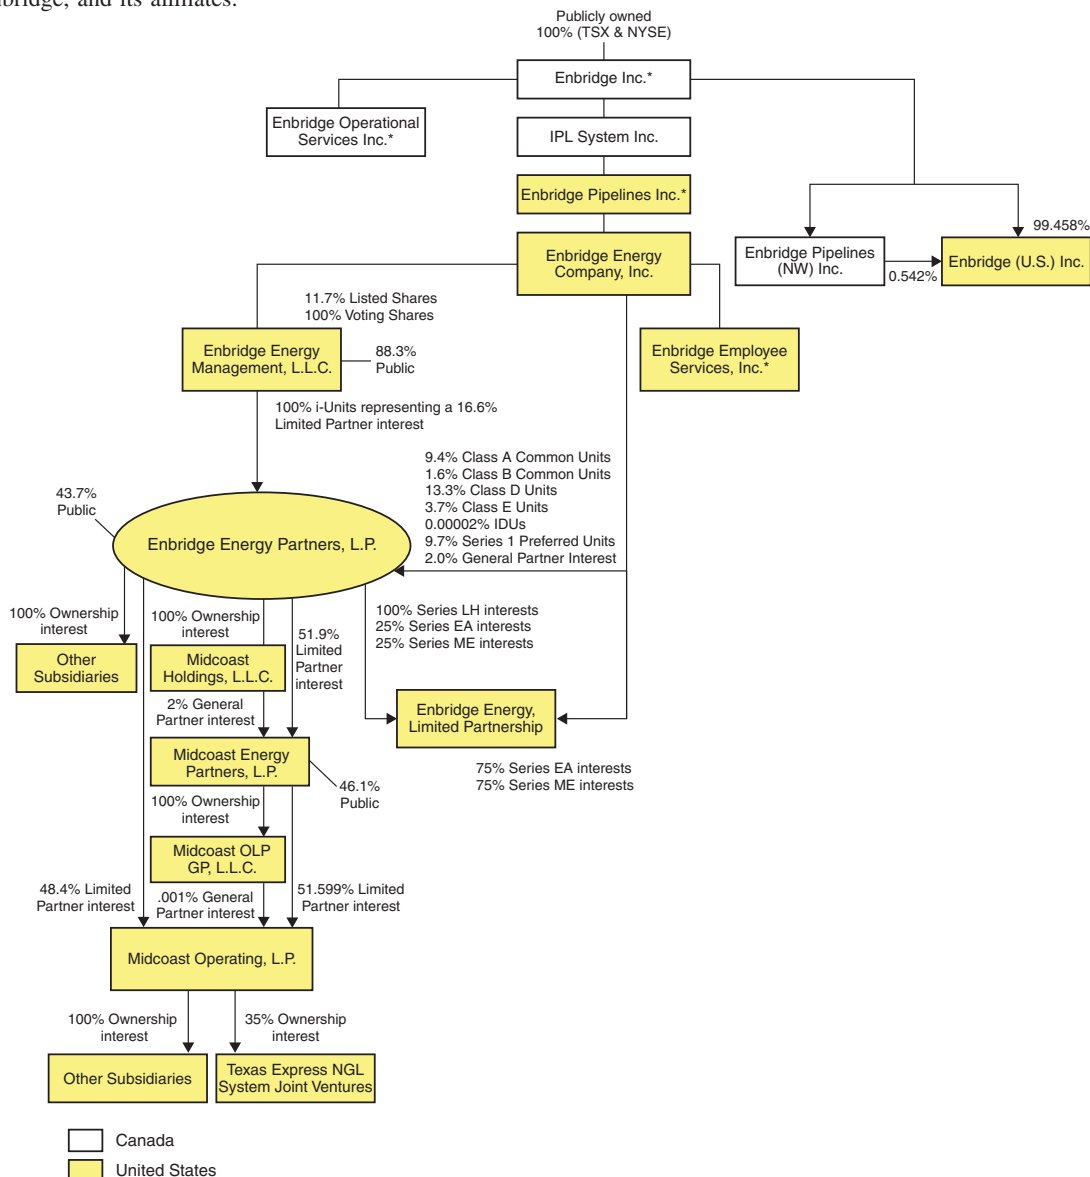 bridge, and its affiliates.
Publicly owned
100% (TSX & NYSE)
Enbridge Inc.*
Enbridge Operational
Services Inc.*
IPL System Inc.
Enbridge Pipelines Inc.*
99.458%
Enbridge Pipelines
(NW) Inc.
0.542%
Enbridge (U.S.) Inc.
Enbridge Energy
Company, Inc.
11.7% Listed Shares
100% Voting Shares
Enbridge Energy
Management, L.L.C.
88.3%
Public
Enbridge Employee
Services, Inc.*
100% i-Units representing a 16.6%
Limited Partner interest
9.4% Class A Common Units
1.6% Class B Common Units
13.3% Class D Units
3.7% Class E Units
0.00002% IDUs
9.7% Series 1 Preferred Units
2.0% General Partner Interest
43.7%
Public
Enbridge Energy Partners, L.P.
100% Ownership
interest
Other
Subsidiaries
100% Ownership
interest
Midcoast
Holdings, L.L.C.
51.9%
Limited
Partner
interest
100% Series LH interests
25% Series EA interests
25% Series ME interests
2% General
Partner interest
Enbridge Energy,
Limited Partnership
75% Series EA interests
75% Series ME interests
Midcoast Energy
Partners, L.P.
46.1%
Public
100% Ownership
interest
Midcoast OLP
GP, L.L.C.
48.4% Limited
Partner interest
.001% General
Partner interest
51.599% Limited
Partner interest
Midcoast Operating, L.P.
100% Ownership
interest
35% Ownership
interest
Other Subsidiaries
Texas Express NGL
System Joint Ventures
Canada
United States